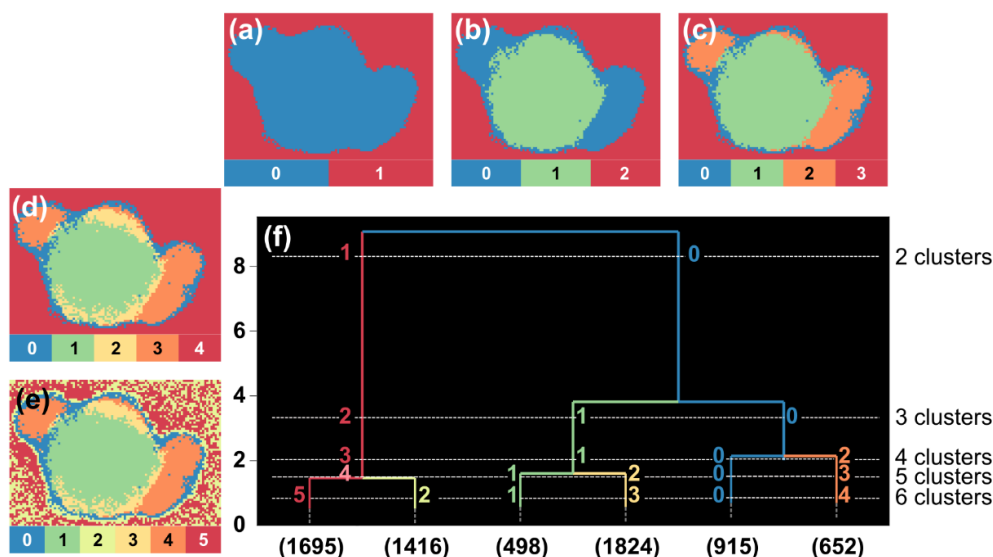 (a)
0 1
(b)
0 1 2
(c)
0 1 2 3
(d)
0 1 2 3 4
(e)
0 1 2 3 4 5
(f)
8
6
4
2
0
1 0 2 clusters
2 1 0 3 clusters
3 1 0 2 4 clusters
4 1 2 0 3 5 clusters
5 2 1 3 0 4 6 clusters
(1695) (1416) (498) (1824) (915) (652)